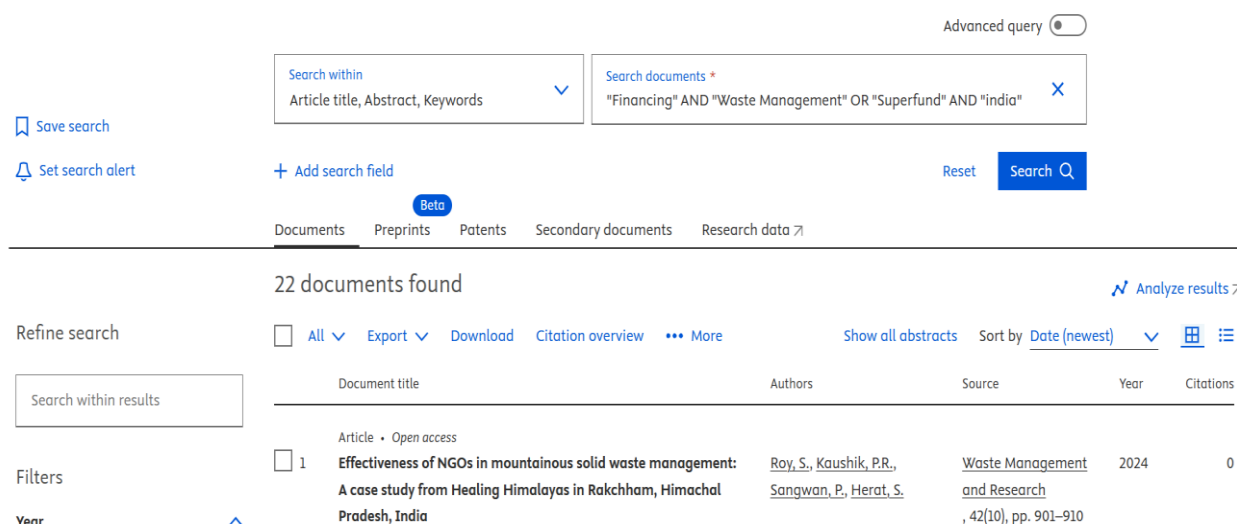 Advanced query
Search within
Article title, Abstract, Keywords
Search documents *
"Financing" AND "Waste Management" OR "Superfund" AND "india"
Save search
Set search alert
+ Add search field
Reset
Search
Beta
Documents Preprints Patents Secondary documents Research data
22 documents found
Analyze results
Refine search
All Export Download Citation overview ••• More Show all abstracts Sort by Date (newest)
Search within results
Document title Authors Source Year Citations
Filters
Year
Article • Open access
1 Effectiveness of NGOs in mountainous solid waste management: Roy, S., Kaushik, P.R., Waste Management 2024 0
A case study from Healing Himalayas in Rakchham, Himachal Sangwan, P., Herat, S. and Research
Pradesh, India , 42(10), pp. 901–910